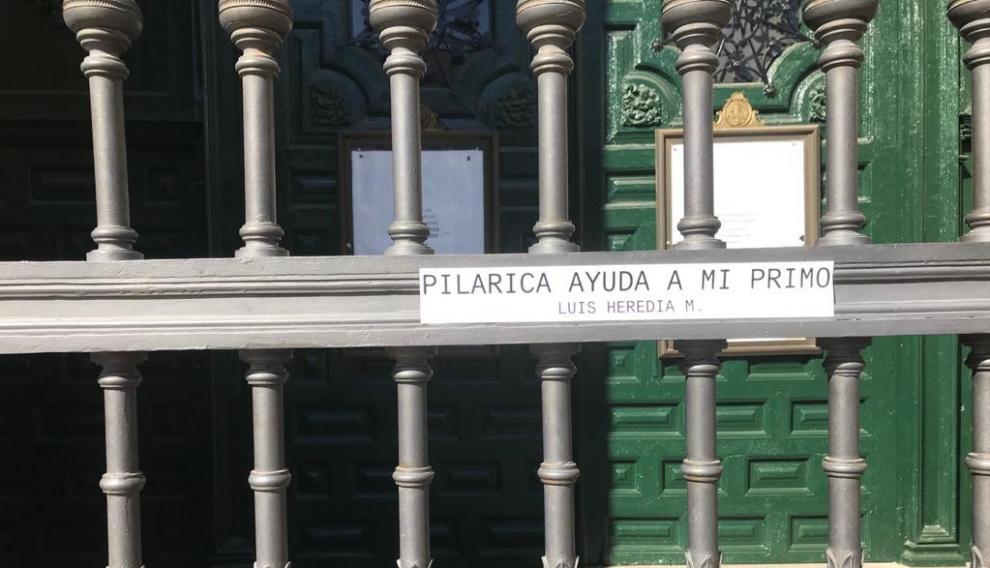 PILARICA AYUDA A MI PRIMO
LUIS HEREDIA M.